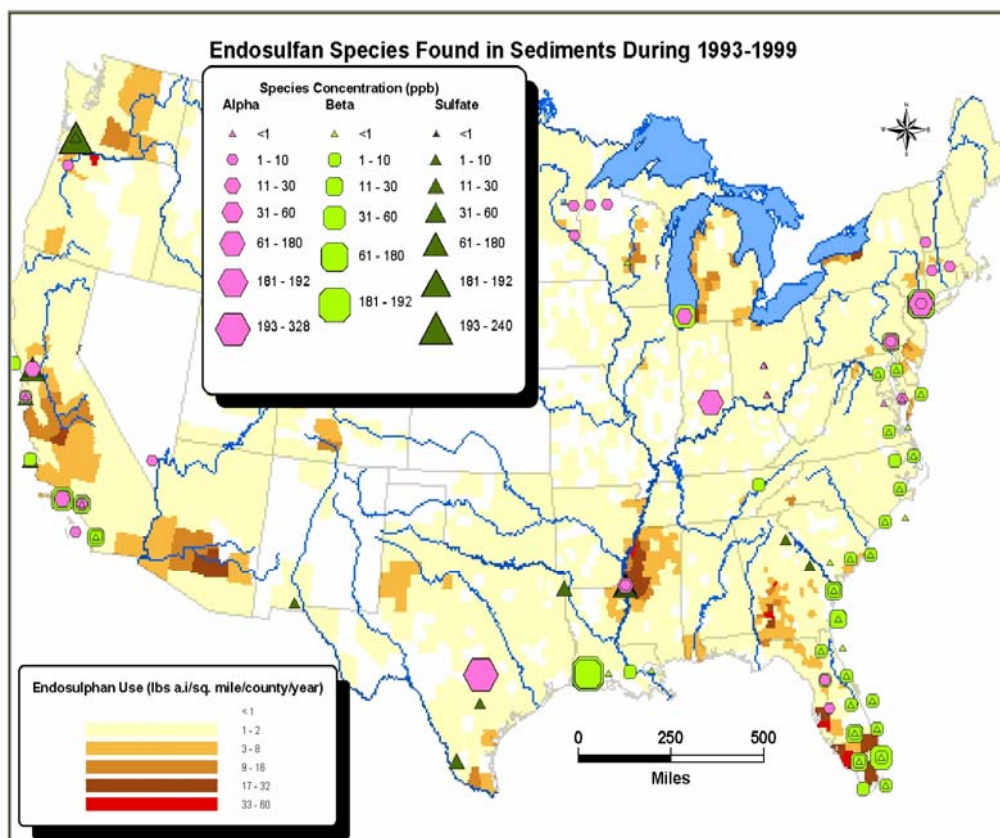 Endosulfan Species Found in Sediments During 1993-1999
Species Concentration (ppb)
Alpha Beta Sulfate
<1 <1 <1
1 - 10 1 - 10 1 - 10
11 - 30 11 - 30 11 - 30
31 - 60 31 - 60 31 - 60
61 - 180 61 - 180 61 - 180
181 - 192 181 - 192 181 - 192
193 - 328 193 - 240
N
Endosulphan Use (lbs a.i/sq. mile/county/year)
< 1
1 - 2
3 - 8
9 - 16
17 - 32
33 - 60
0 250 500
Miles